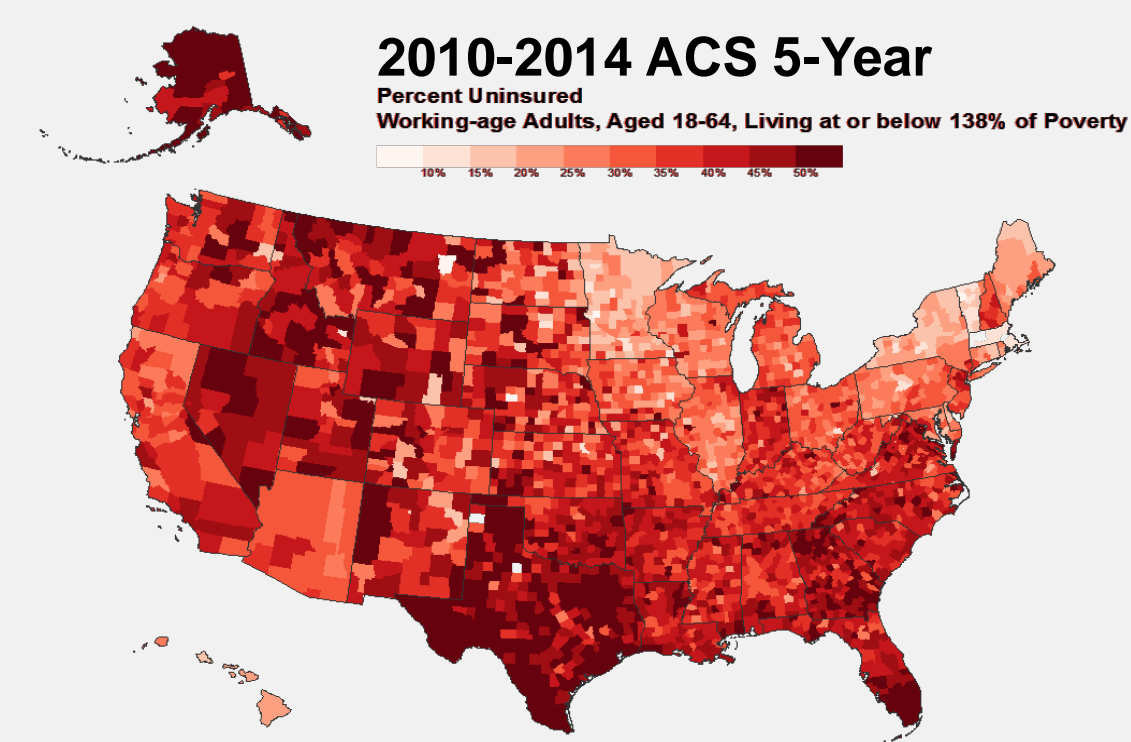 2010-2014 ACS 5-Year
Percent Uninsured
Working-age Adults, Aged 18-64, Living at or below 138% of Poverty
10% 15% 20% 25% 30% 35% 40% 45% 50%